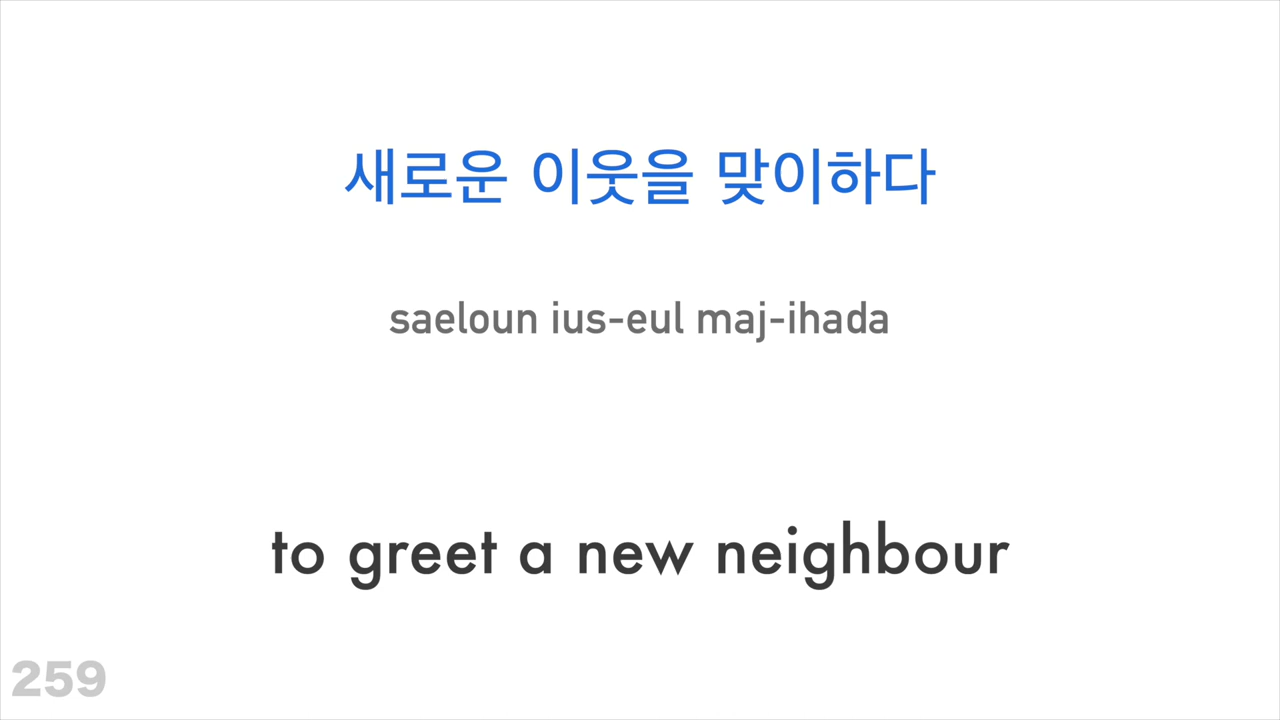 새로운 이웃을 맞이하다
saeloun ius-eul maj-ihada
to greet a new neighbour
259